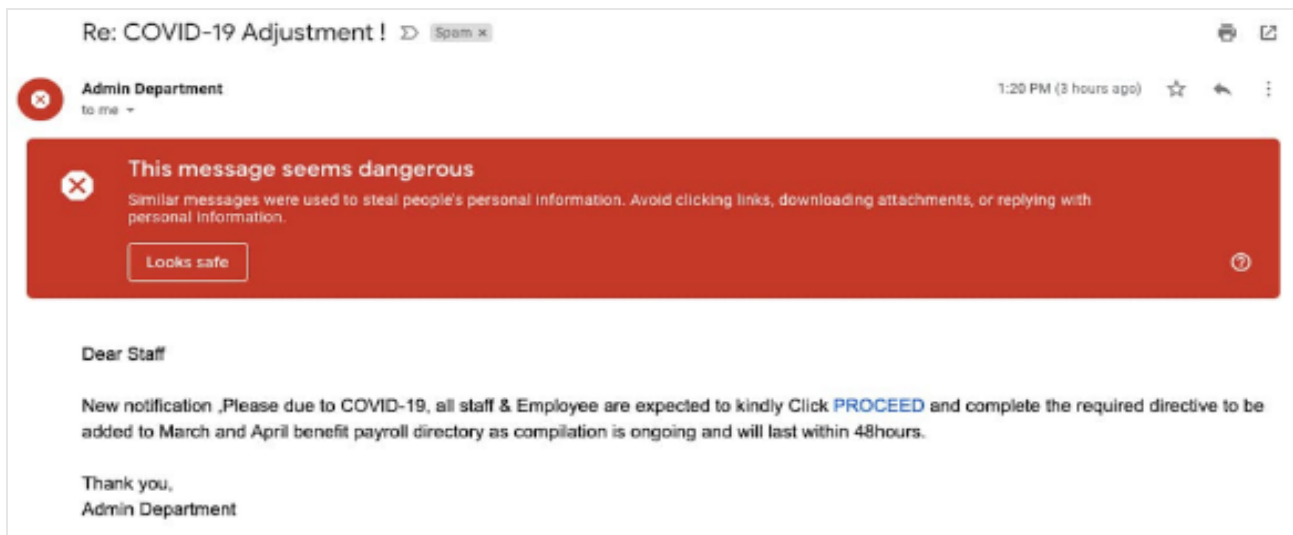 Re: COVID-19 Adjustment ! Spam ×
Admin Department 1:20 PM (3 hours ago)
to me
This message seems dangerous
Similar messages were used to steal people's personal information. Avoid clicking links, downloading attachments, or replying with
personal information.
Looks safe
Dear Staff
New notification ,Please due to COVID-19, all staff & Employee are expected to kindly Click PROCEED and complete the required directive to be
added to March and April benefit payroll directory as compilation is ongoing and will last within 48hours.
Thank you,
Admin Department